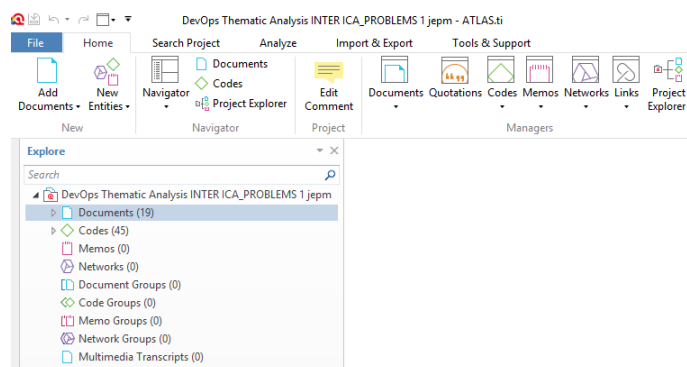 DevOps Thematic Analysis INTER ICA_PROBLEMS 1 jepm - ATLAS.ti
File Home Search Project Analyze Import & Export Tools & Support
Add Documents New Entities Navigator Documents Codes Project Explorer Edit Comment Documents Quotations Codes Memos Networks Links Project Explorer
New Navigator Project Managers
Explore
Search
DevOps Thematic Analysis INTER ICA_PROBLEMS 1 jepm
Documents (19)
Codes (45)
Memos (0)
Networks (0)
Document Groups (0)
Code Groups (0)
Memo Groups (0)
Network Groups (0)
Multimedia Transcripts (0)